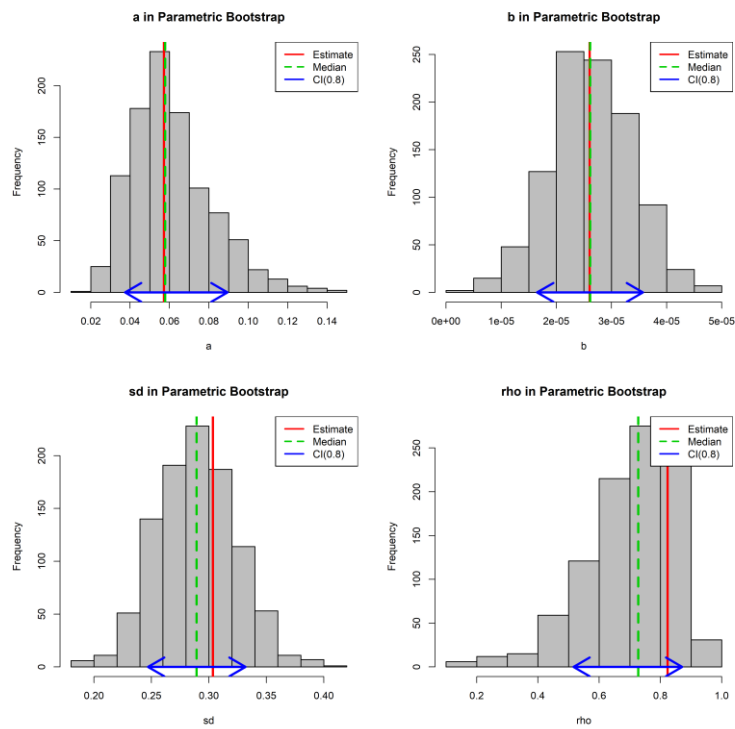 a in Parametric Bootstrap
Frequency
0
50
100
150
200
0.02 0.04 0.06 0.08 0.10 0.12 0.14
a
Estimate
Median
CI(0.8)
b in Parametric Bootstrap
Frequency
0
50
100
150
200
250
0e+00 1e-05 2e-05 3e-05 4e-05 5e-05
b
Estimate
Median
CI(0.8)
sd in Parametric Bootstrap
Frequency
0
50
100
150
200
0.20 0.25 0.30 0.35 0.40
sd
Estimate
Median
CI(0.8)
rho in Parametric Bootstrap
Frequency
0
50
100
150
200
250
0.2 0.4 0.6 0.8 1.0
rho
Estimate
Median
CI(0.8)